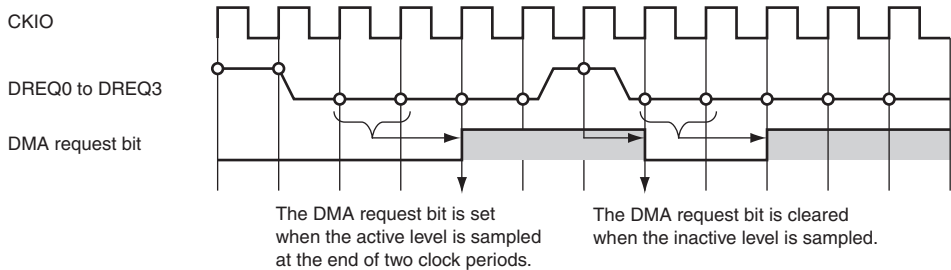 CKIO
DREQ0 to DREQ3
DMA request bit
The DMA request bit is set
when the active level is sampled
at the end of two clock periods.
The DMA request bit is cleared
when the inactive level is sampled.